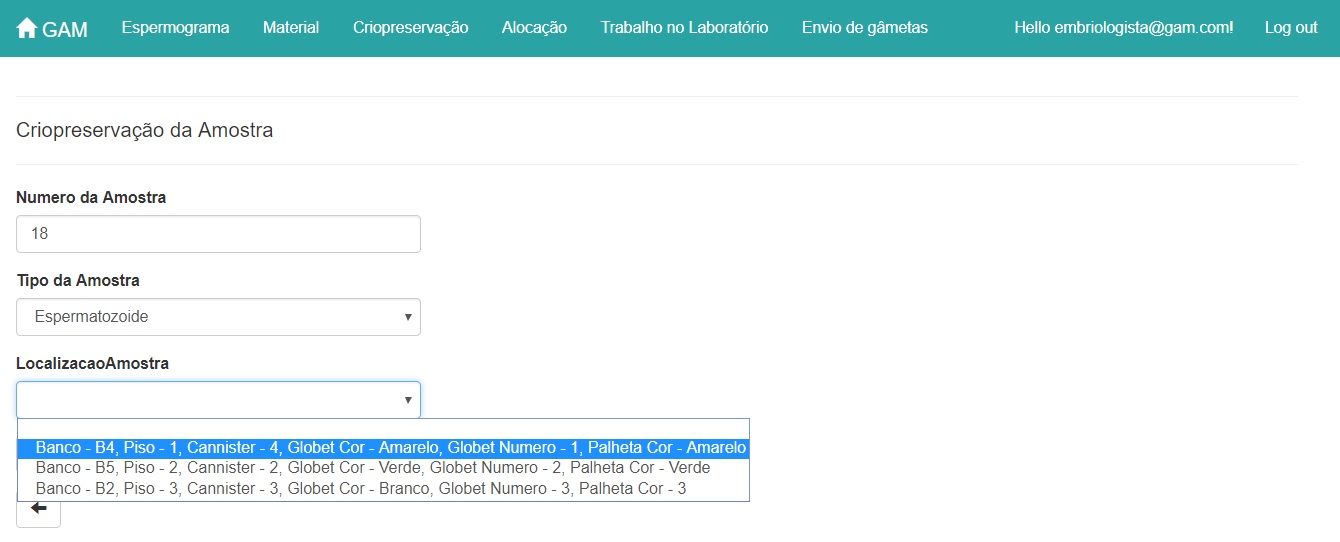 GAM Espermograma Material Criopreservação Alocação Trabalho no Laboratório Envio de gâmetas Hello embriologista@gam.com! Log out
Criopreservação da Amostra
Numero da Amostra
18
Tipo da Amostra
Espermatozoide
LocalizacaoAmostra
Banco - B4, Piso - 1, Cannister - 4, Globet Cor - Amarelo, Globet Numero - 1, Palheta Cor - Amarelo
Banco - B5, Piso - 2, Cannister - 2, Globet Cor - Verde, Globet Numero - 2, Palheta Cor - Verde
Banco - B2, Piso - 3, Cannister - 3, Globet Cor - Branco, Globet Numero - 3, Palheta Cor - 3